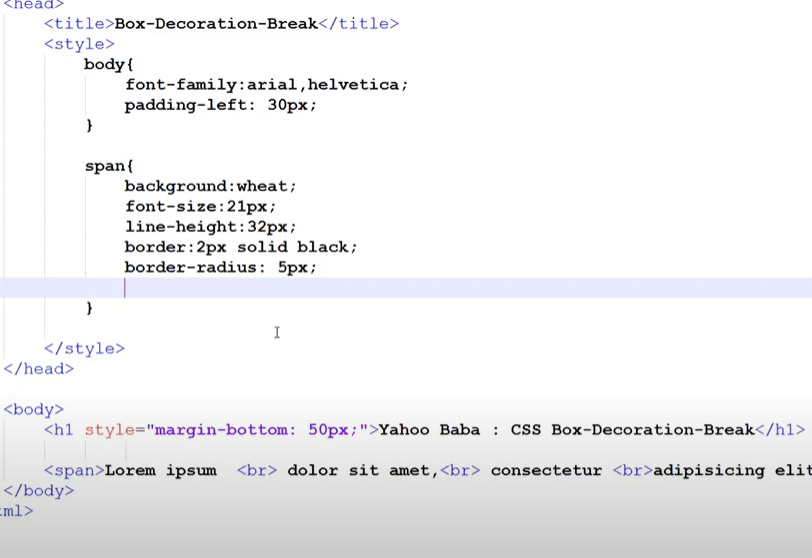 <head>
<title>Box-Decoration-Break</title>
<style>
body{
font-family:arial,helvetica;
padding-left: 30px;
}
span{
background:wheat;
font-size:21px;
line-height:32px;
border:2px solid black;
border-radius: 5px;
}
</style>
</head>
<body>
<h1 style="margin-bottom: 50px;">Yahoo Baba : CSS Box-Decoration-Break</h1>
<span>Lorem ipsum  <br> dolor sit amet,<br> consectetur <br>adipisicing elit
</body>
tml>